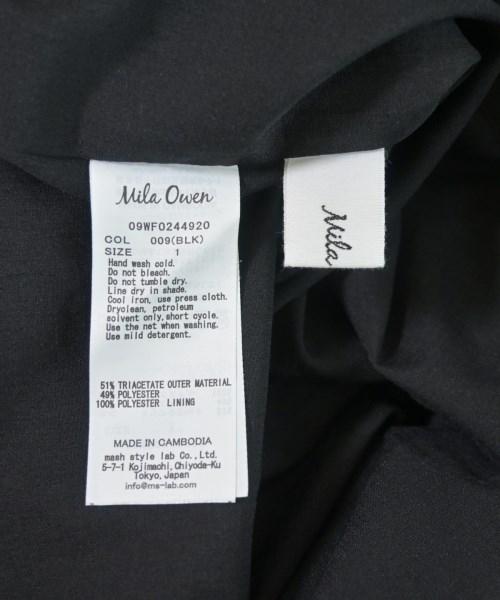 Mila Owen
09WF0244920
COL 009(BLK)
SIZE 1
Hand wash cold.
Do not bleach.
Do not tumble dry.
Line dry in shade.
Cool iron, use press cloth.
Dryclean, petroleum
solvent only, short cycle.
Use the net when washing.
Use mild detergent.
51% TRIACETATE OUTER MATERIAL
49% POLYESTER
100% POLYESTER LINING
MADE IN CAMBODIA
mash style lab Co., Ltd.
5-7-1 Kojimachi, Chiyoda-Ku
Tokyo, Japan
info@ms-lab.com
Mila